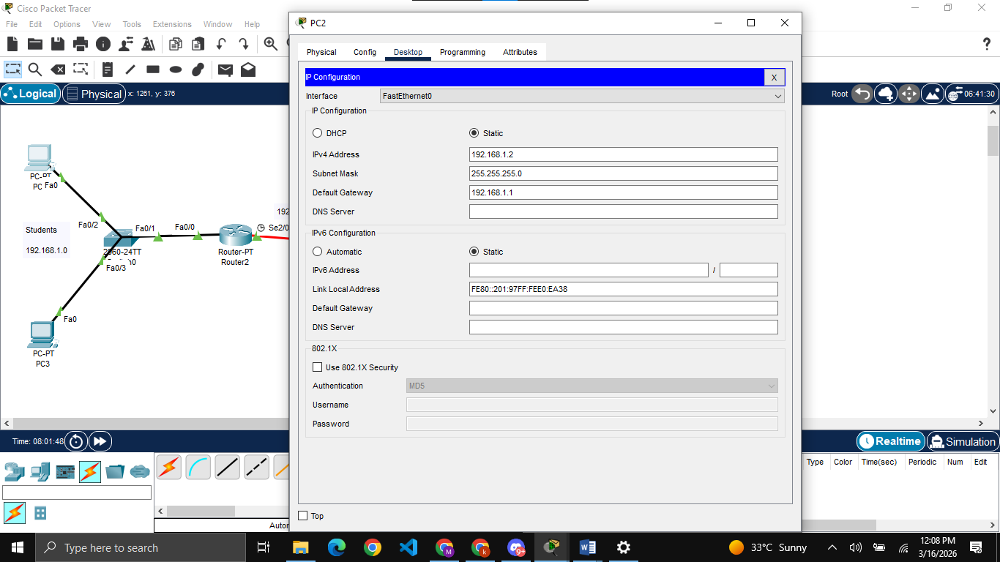 Cisco Packet Tracer
File Edit Options View Tools Extensions Window Help
Logical
Physical
x: 1261, y: 376
Root
06:41:30
PC-PT
PC
Fa0
Fa0/2
Students
192.168.1.0
Fa0/1
Fa0/0
Fa0/3
Router-PT
Router2
192
Se2/0
Fa0
PC-PT
PC3
PC2
Physical Config Desktop Programming Attributes
IP Configuration
X
Interface FastEthernet0
IP Configuration
DHCP Static
IPv4 Address 192.168.1.2
Subnet Mask 255.255.255.0
Default Gateway 192.168.1.1
DNS Server
IPv6 Configuration
Automatic Static
IPv6 Address /
Link Local Address FE80::201:97FF:FEE0:EA38
Default Gateway
DNS Server
802.1X
Use 802.1X Security
Authentication MD5
Username
Password
Top
Time: 08:01:48
Realtime
Simulation
Type Color Time(sec) Periodic Num Edit
Autor
Type here to search
M
k
9+
33°C Sunny
12:08 PM
3/16/2026